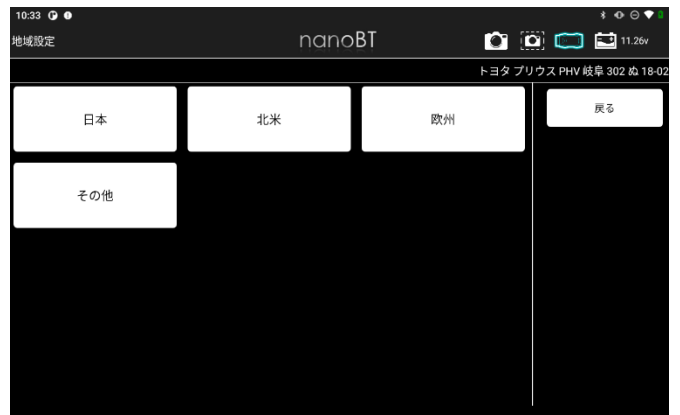 10:33
地域設定
nanoBT
11.26v
トヨタ プリウス PHV 岐阜 302 ぬ 18-02
日本
北米
欧州
戻る
その他